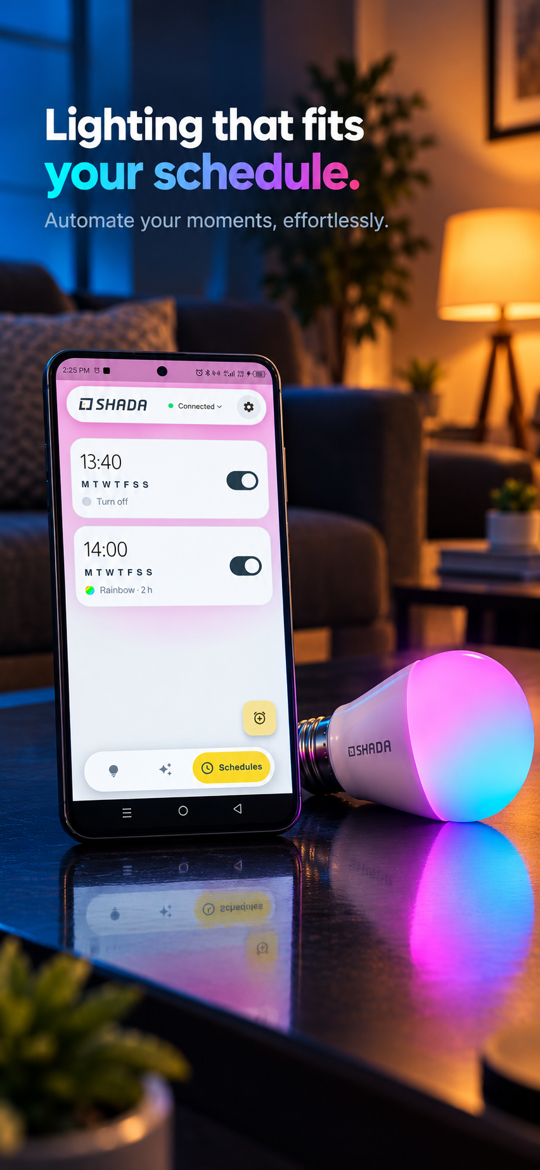 Lighting that fits
your schedule.
Automate your moments, effortlessly.
2:25 PM
SHADA
Connected
13:40
M T W T F S S
Turn off
14:00
M T W T F S S
Rainbow · 2 h
Schedules
SHADA
Schedules